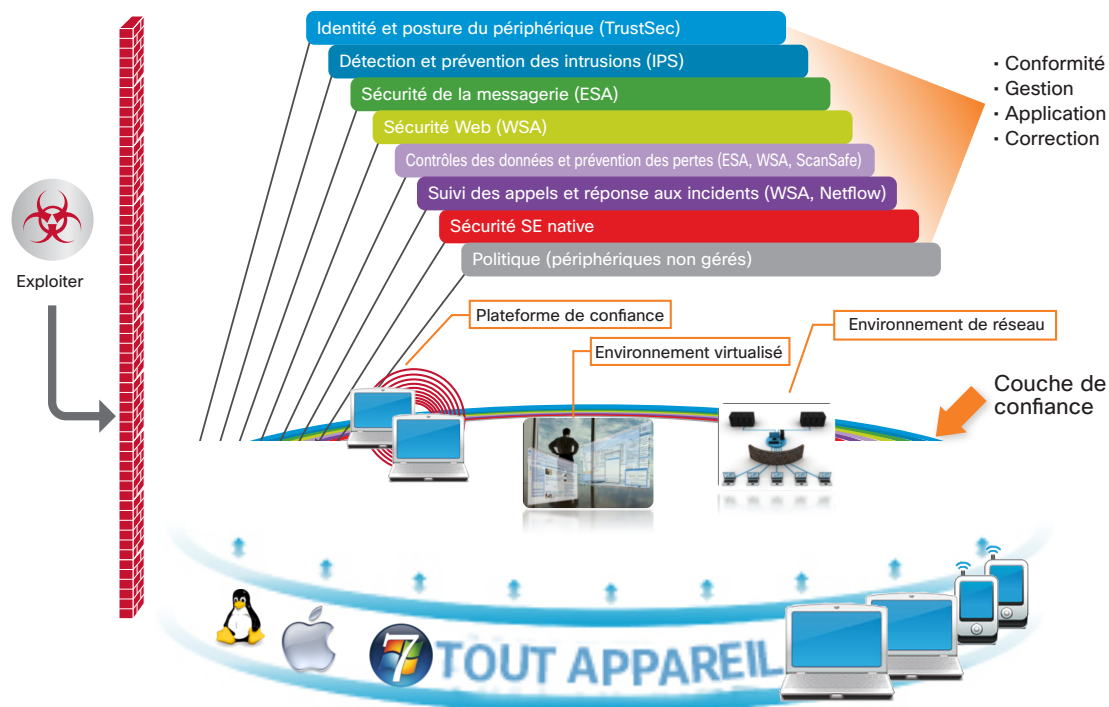 Identité et posture du périphérique (TrustSec)
Détection et prévention des intrusions (IPS)
Sécurité de la messagerie (ESA)
Sécurité Web (WSA)
Contrôles des données et prévention des pertes (ESA, WSA, ScanSafe)
Suivi des appels et réponse aux incidents (WSA, Netflow)
Sécurité SE native
Politique (périphériques non gérés)
· Conformité
· Gestion
· Application
· Correction
Exploiter
Plateforme de confiance
Environnement virtualisé
Environnement de réseau
Couche de
confiance
7 TOUT APPAREIL